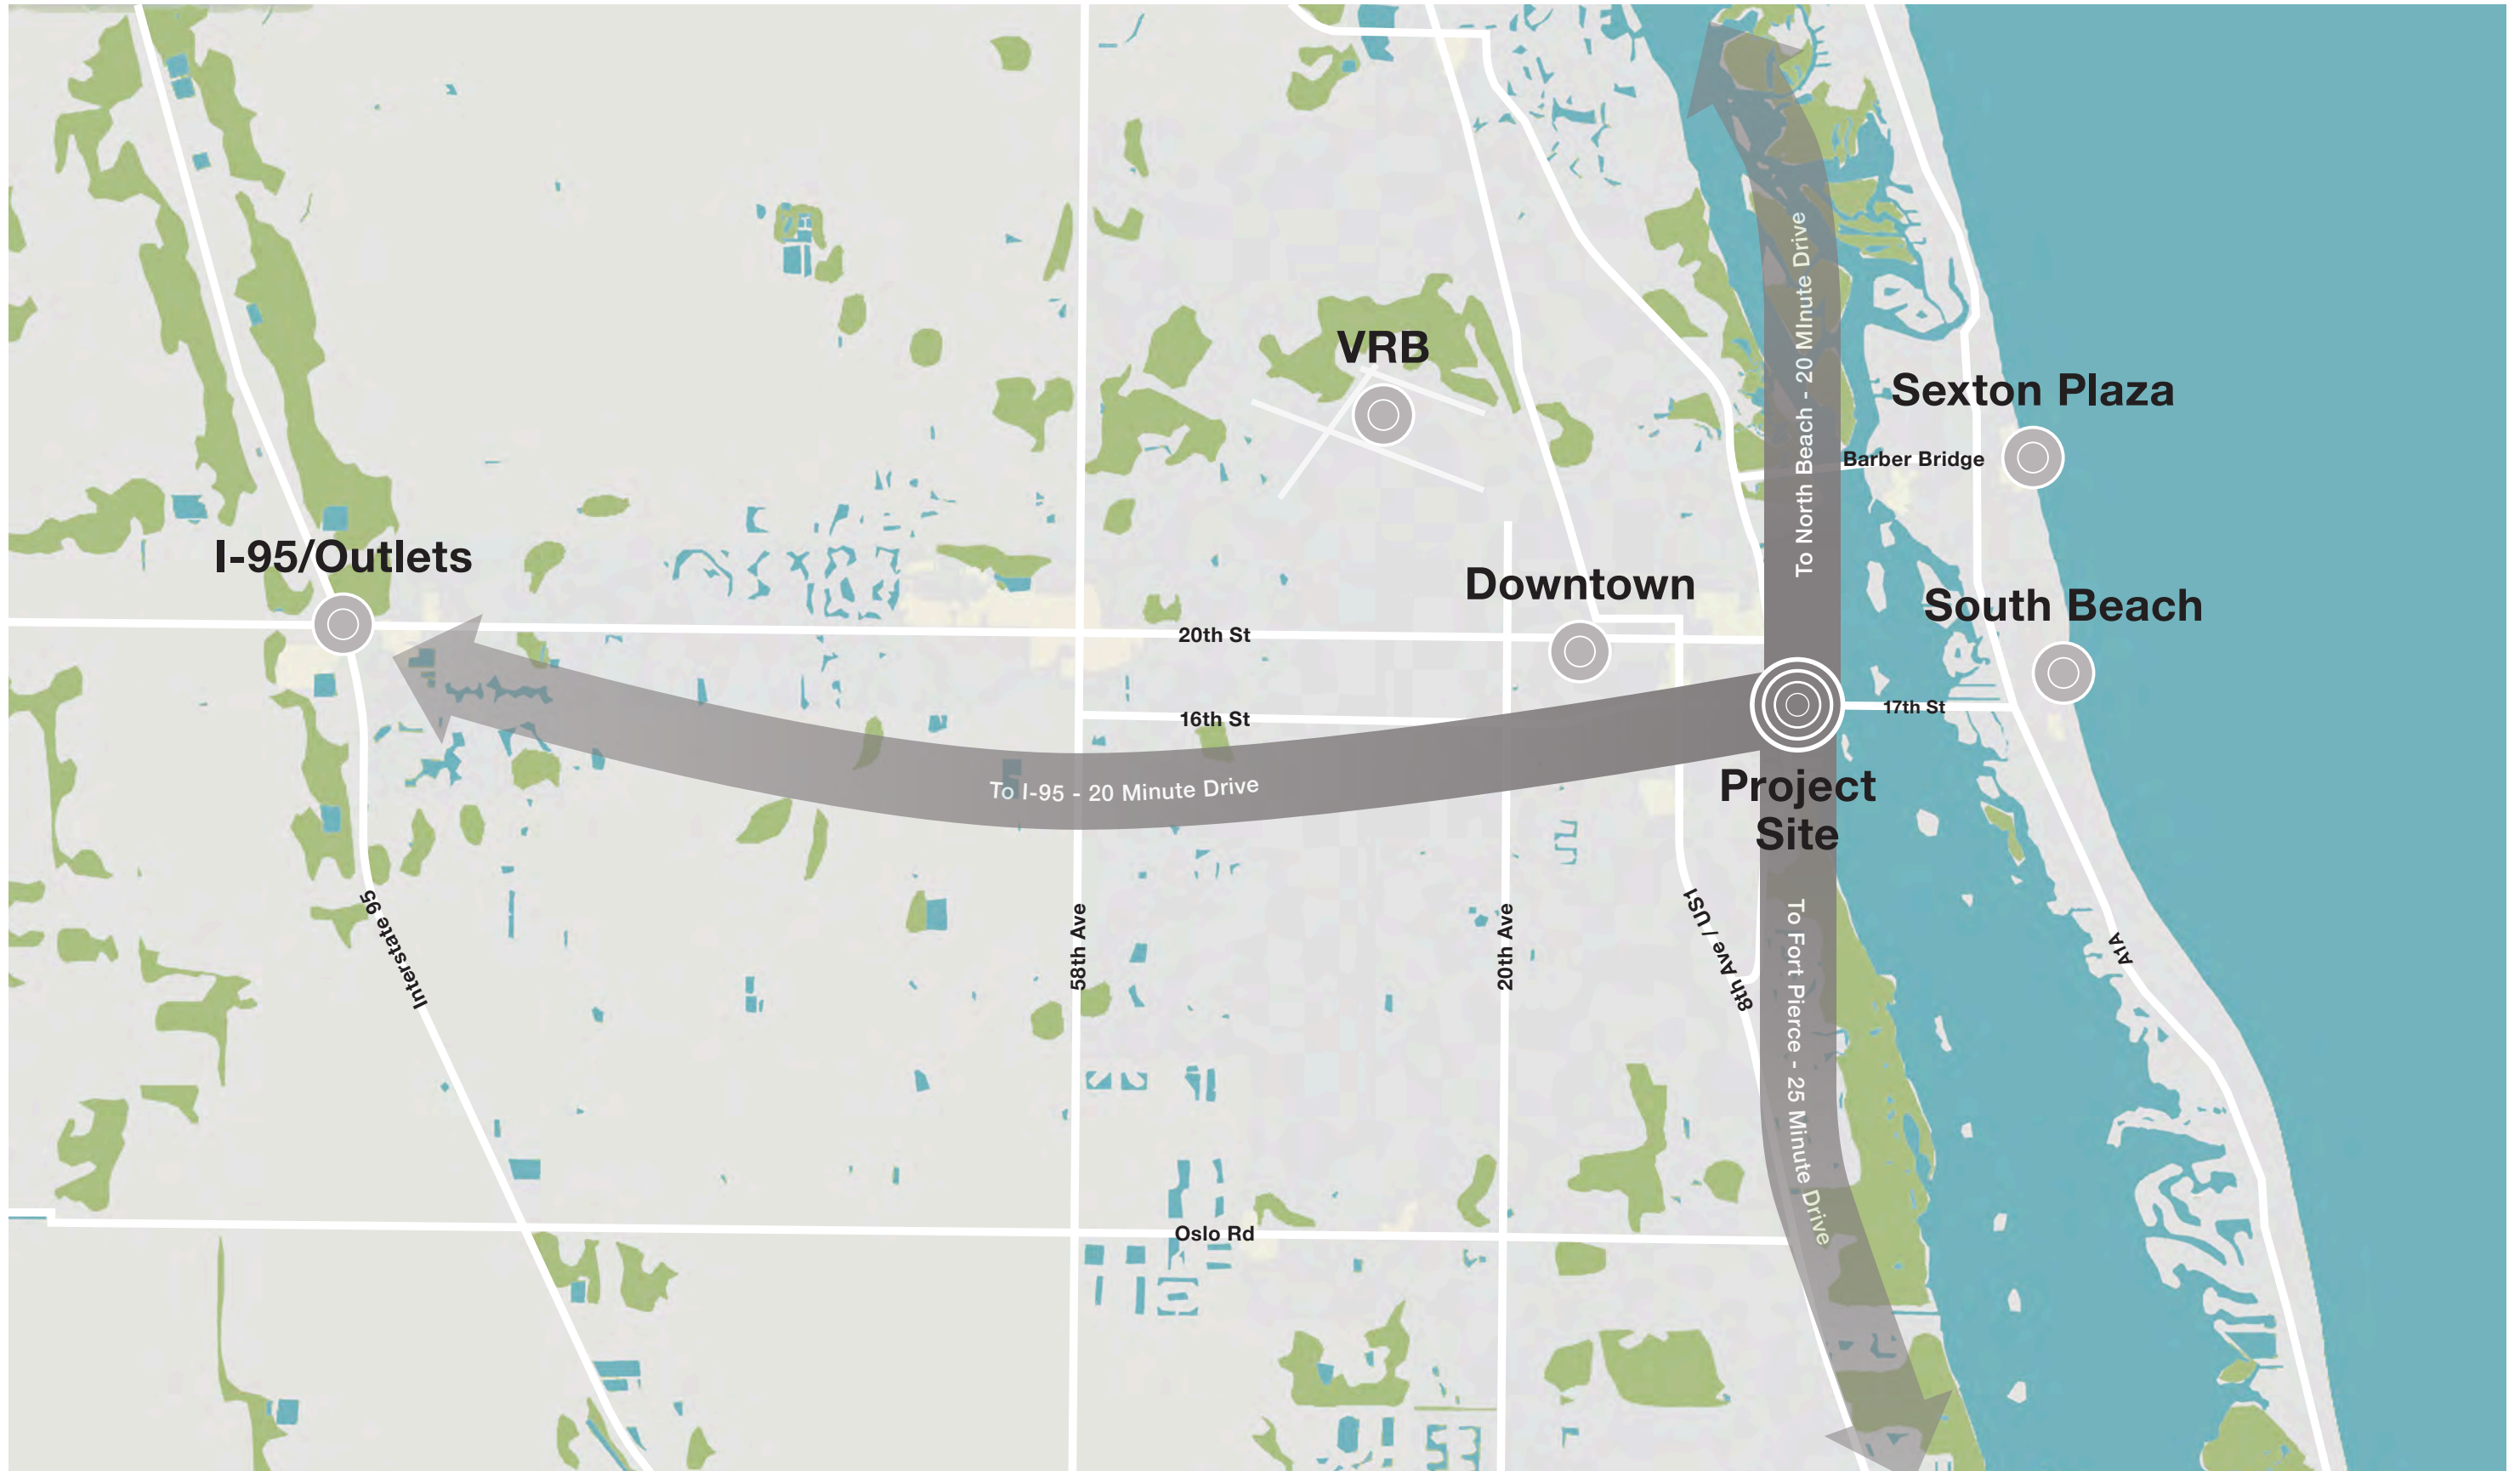 VRB
Sexton Plaza
Barber Bridge
I-95/Outlets
Downtown
South Beach
20th St
16th St
17th St
To North Beach - 20 MInute Drive
To I-95 - 20 Minute Drive
Project
Site
To Fort Pierce - 25 Minute Drive
Interstate 95
58th Ave
20th Ave
8th Ave / US1
A1A
Oslo Rd